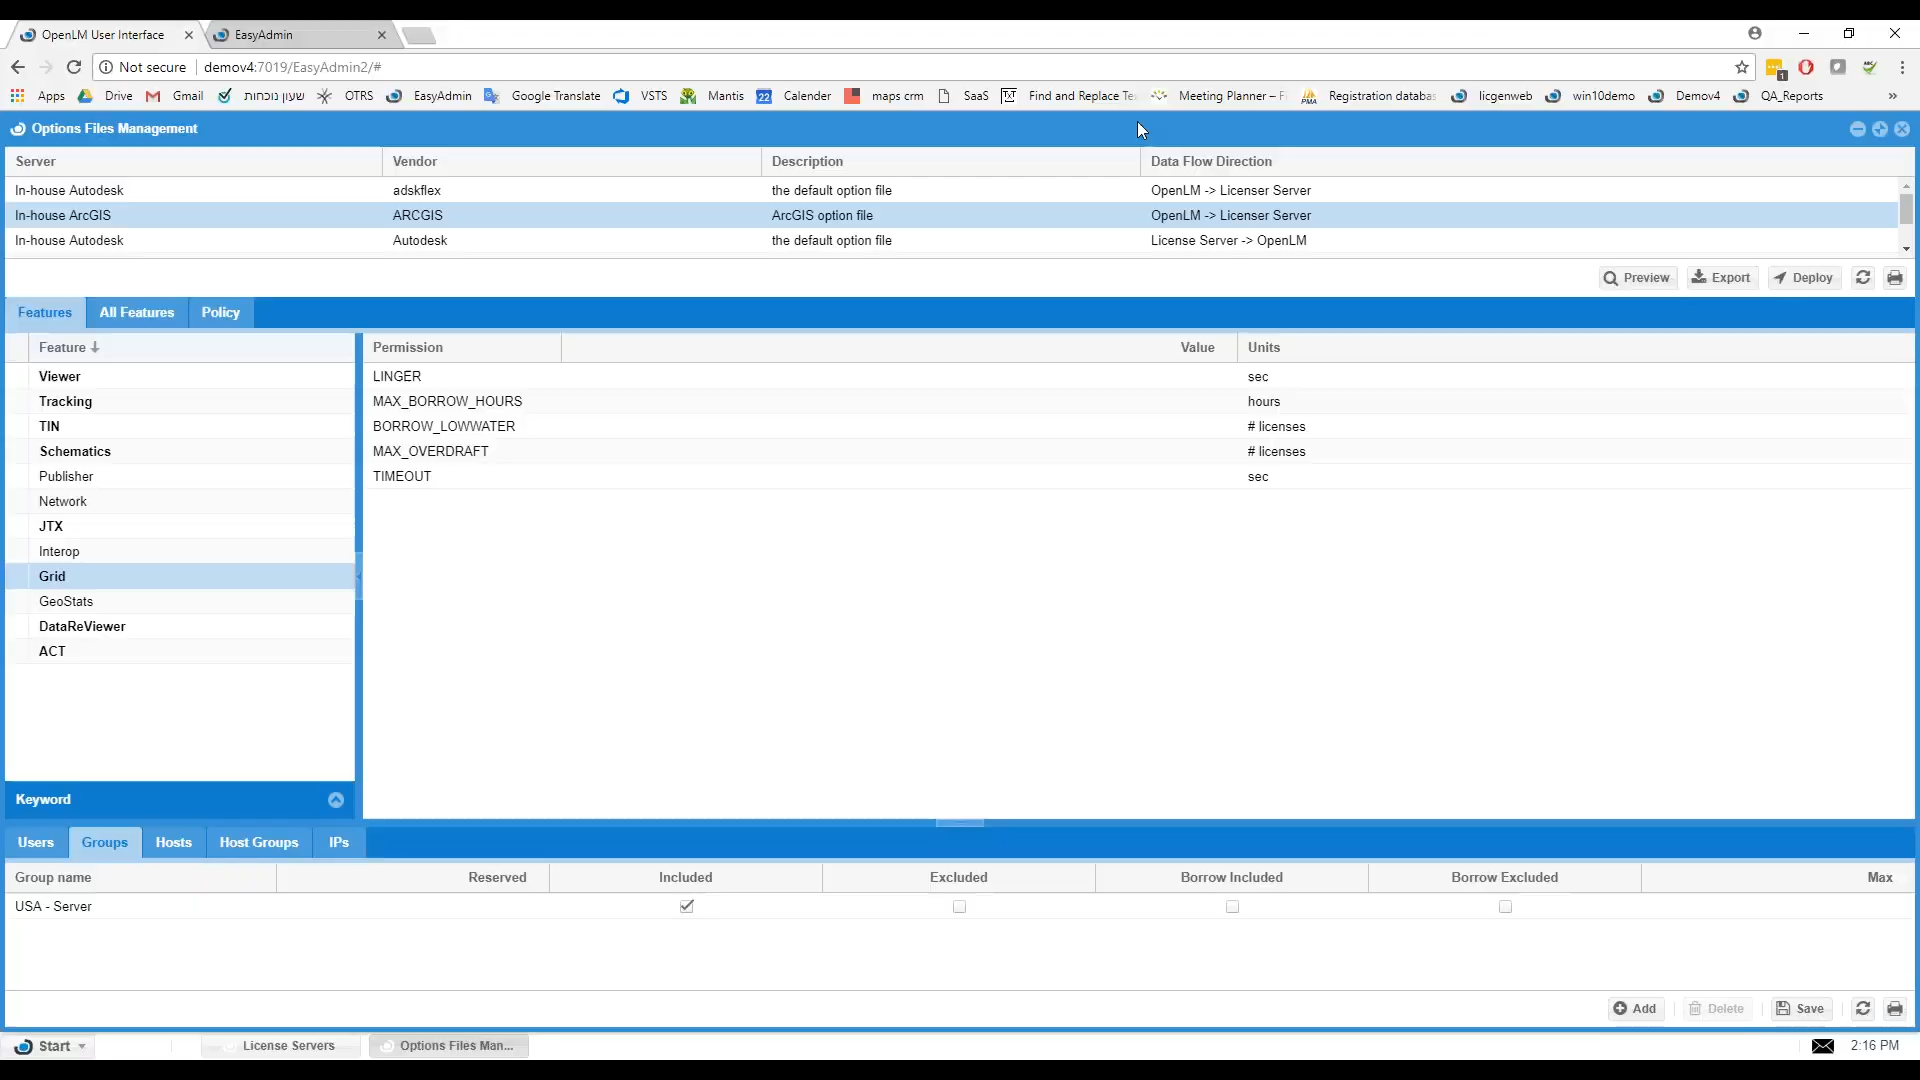 OpenLM User Interface
EasyAdmin
Not secure
demov4:7019/EasyAdmin2/#
1
Apps
Drive
Gmail
שעון נוכחות
OTRS
EasyAdmin
Google Translate
VSTS
Mantis
22
Calender
maps crm
SaaS
Find and Replace Te
Meeting Planner – F
PMA
Registration databas
licgenweb
win10demo
Demov4
QA_Reports
»
Options Files Management
Server Vendor Description Data Flow Direction
In-house Autodesk adskflex the default option file OpenLM -> Licenser Server
In-house ArcGIS ARCGIS ArcGIS option file OpenLM -> Licenser Server
In-house Autodesk Autodesk the default option file License Server -> OpenLM
Preview Export Deploy
Features All Features Policy
Feature
Viewer
Tracking
TIN
Schematics
Publisher
Network
JTX
Interop
Grid
GeoStats
DataReViewer
ACT
Keyword
Permission Value Units
LINGER sec
MAX_BORROW_HOURS hours
BORROW_LOWWATER # licenses
MAX_OVERDRAFT # licenses
TIMEOUT sec
Users Groups Hosts Host Groups IPs
Group name Reserved Included Excluded Borrow Included Borrow Excluded Max
USA - Server
Add Delete Save
Start License Servers Options Files Man... 2:16 PM